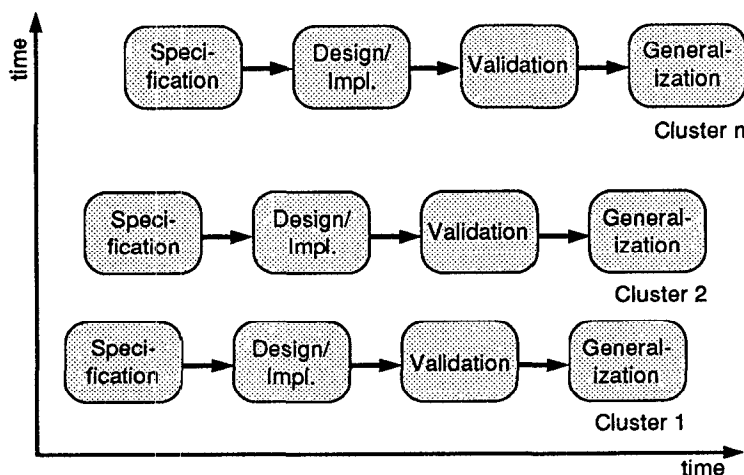 time
Speci-
fication
Design/
Impl.
Validation
General-
ization
Cluster n
Speci-
fication
Design/
Impl.
Validation
General-
ization
Cluster 2
Speci-
fication
Design/
Impl.
Validation
General-
ization
Cluster 1
time